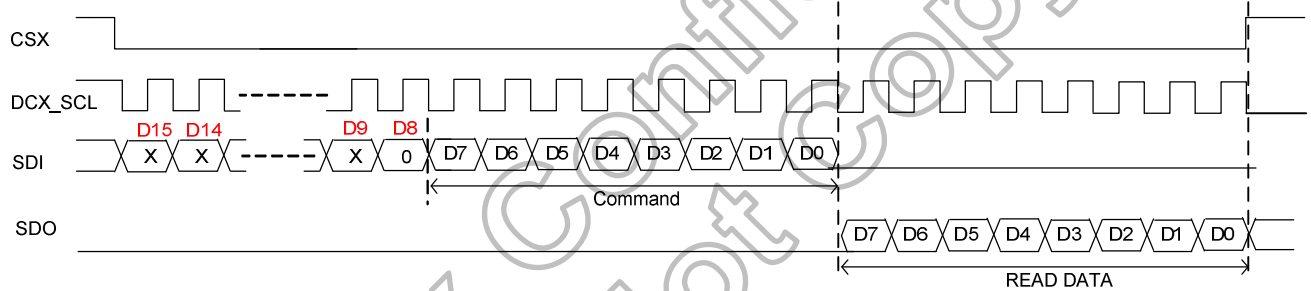 CSX
DCX_SCL
D15 D14 D9 D8
SDI X X X 0 D7 D6 D5 D4 D3 D2 D1 D0
Command
SDO D7 D6 D5 D4 D3 D2 D1 D0
READ DATA